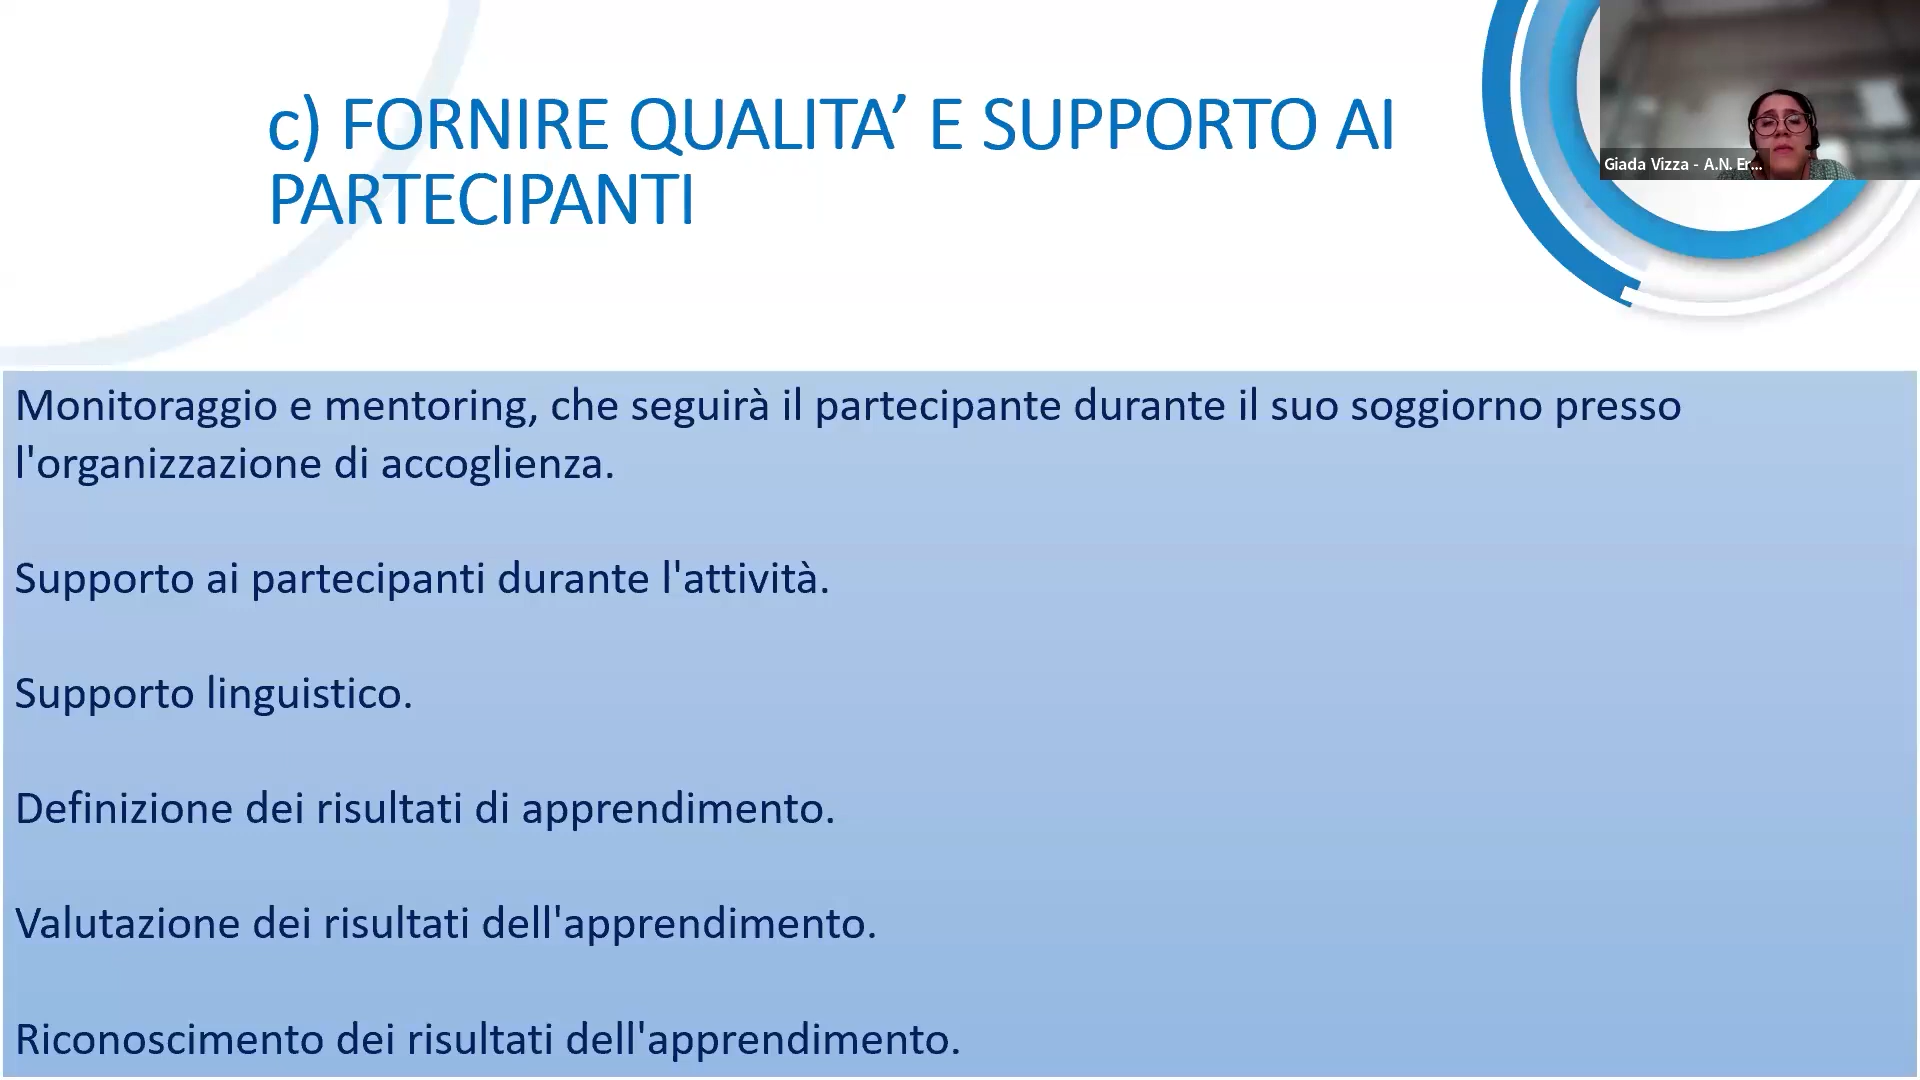 c) FORNIRE QUALITA’ E SUPPORTO AI
PARTECIPANTI
Giada Vizza - A.N. Er...
Monitoraggio e mentoring, che seguirà il partecipante durante il suo soggiorno presso
l'organizzazione di accoglienza.
Supporto ai partecipanti durante l'attività.
Supporto linguistico.
Definizione dei risultati di apprendimento.
Valutazione dei risultati dell'apprendimento.
Riconoscimento dei risultati dell'apprendimento.